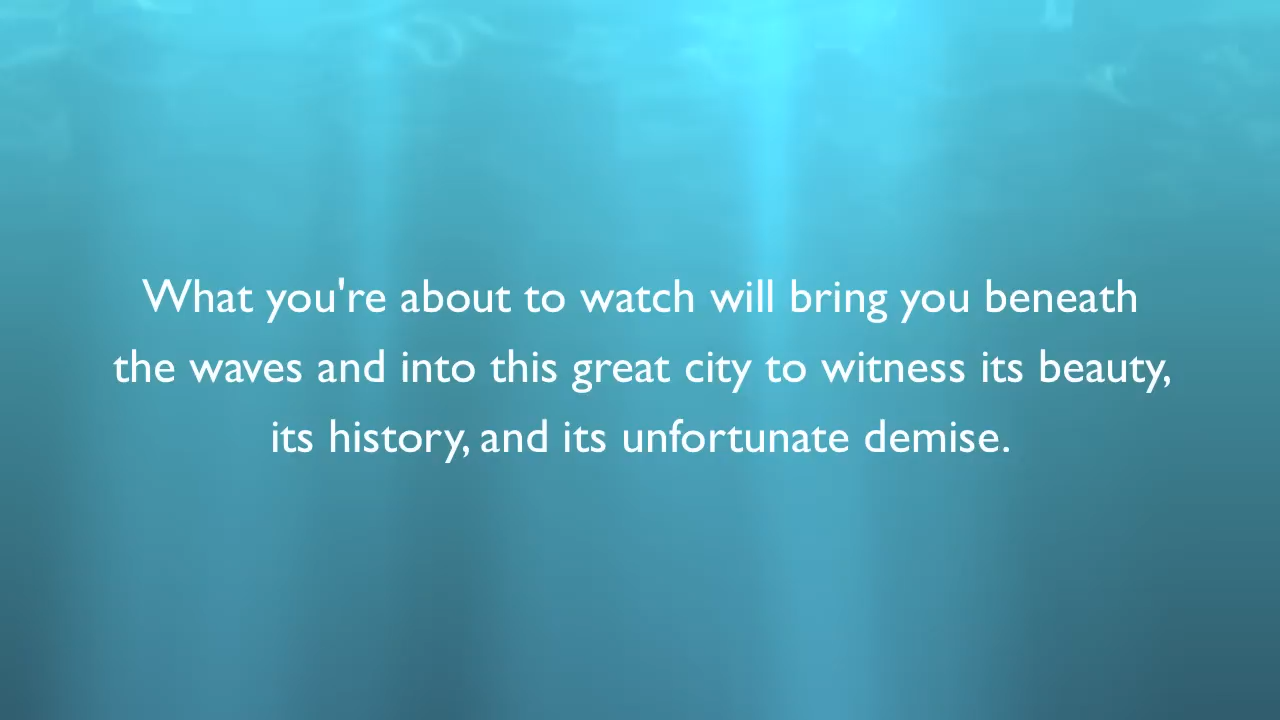 What you're about to watch will bring you beneath
the waves and into this great city to witness its beauty,
its history, and its unfortunate demise.